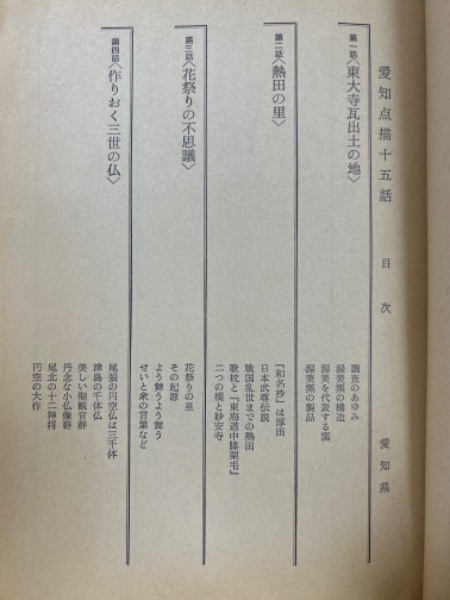 愛知点描十五話 目次 愛知県
第一話〈東大寺瓦出土の地〉
調査のあゆみ
渥美窯の構造
渥美を代表する窯
渥美窯の製品
第二話〈熱田の里〉
『和名抄』は厚田
日本武尊伝説
戦国乱世までの熱田
歌枕と『東海道中膝栗毛』
二つの橋と妙安寺
第三話〈花祭りの不思議〉
花祭りの里
その起源
よう舞うよう舞う
せいと衆の言葉など
第四話〈作りおく三世の仏〉
尾張の円空仏は三千体
津島の千体仏
美しい聖観音群
丹念な小仏像群
尾北の十二神将
円空の大作